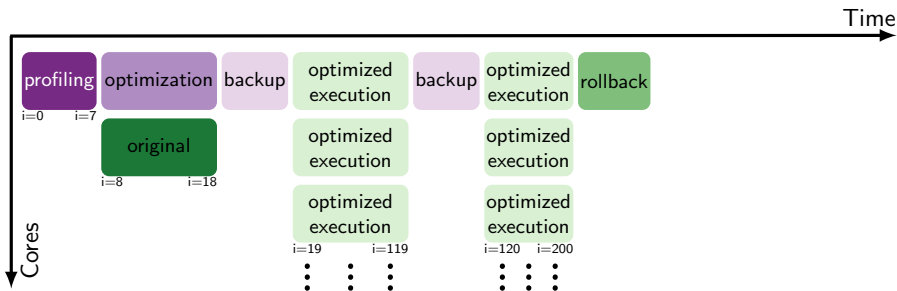 Time
profiling
optimization
backup
optimized
execution
backup
optimized
execution
rollback
i=0
i=7
original
optimized
execution
optimized
execution
i=8
i=18
optimized
execution
optimized
execution
i=19
i=119
i=120
i=200
Cores